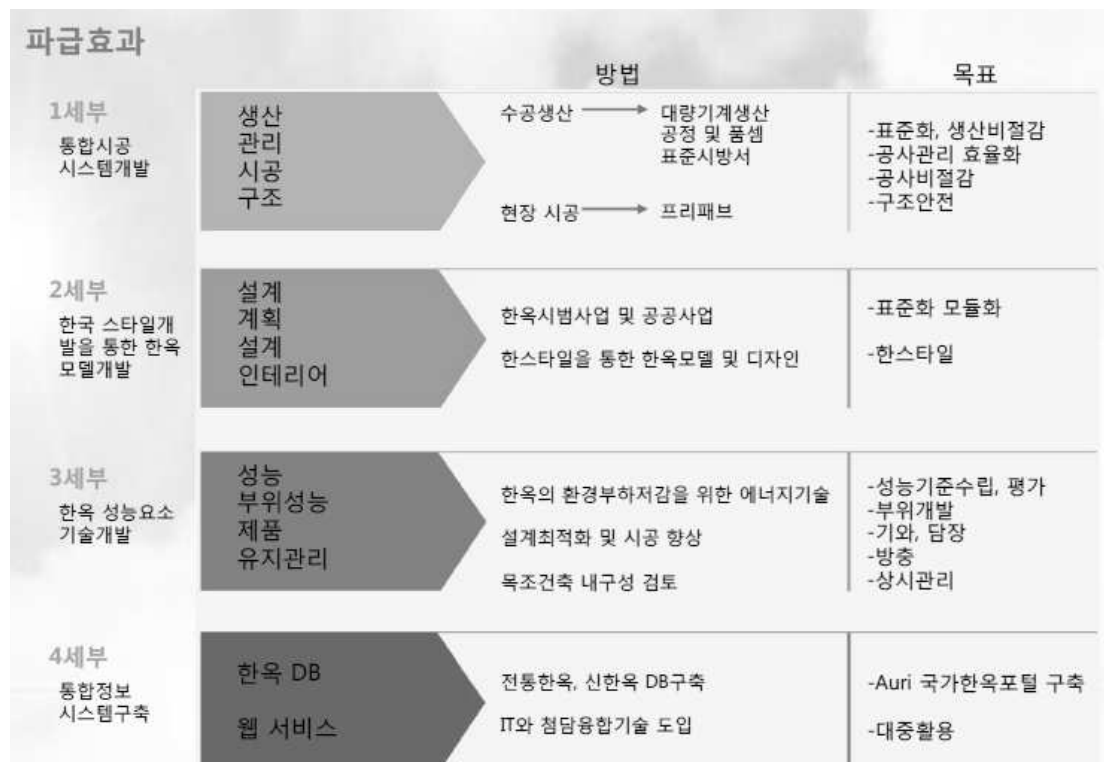 파급효과
방법
목표
1세부
통합시공
시스템개발
생산
관리
시공
구조
수공생산
대량기계생산
공정 및 품셈
표준시방서
현장 시공
프리패브
-표준화, 생산비절감
-공사관리 효율화
-공사비절감
-구조안전
2세부
한국 스타일개
발을 통한 한옥
모델개발
설계
계획
설계
인테리어
한옥시범사업 및 공공사업
한스타일을 통한 한옥모델 및 디자인
-표준화 모듈화
-한스타일
3세부
한옥 성능요소
기술개발
성능
부위성능
제품
유지관리
한옥의 환경부하저감을 위한 에너지기술
설계최적화 및 시공 향상
목조건축 내구성 검토
-성능기준수립, 평가
-부위개발
-기와, 담장
-방충
-상시관리
4세부
통합정보
시스템구축
한옥 DB
웹 서비스
전통한옥, 신한옥 DB구축
IT와 첨담융합기술 도입
-Auri 국가한옥포털 구축
-대중활용